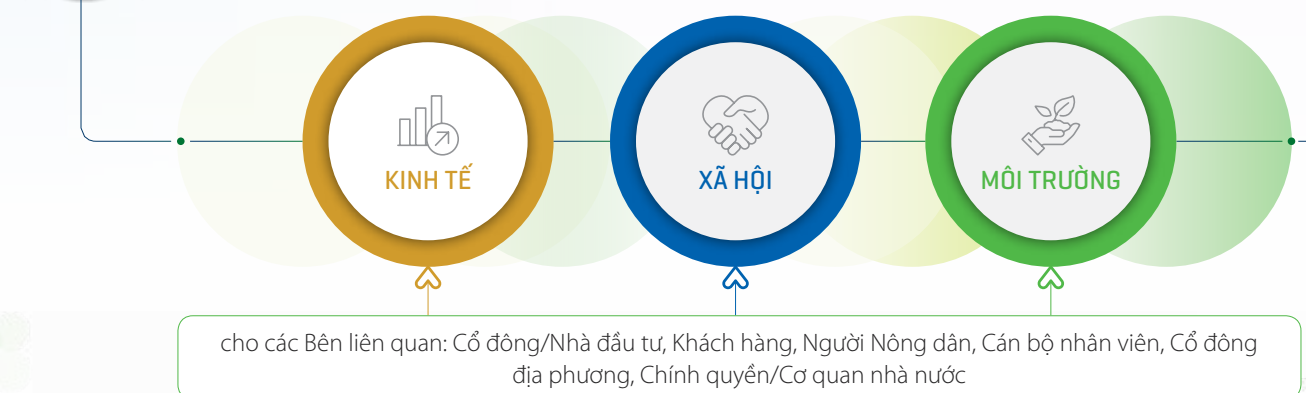 KINH TẾ
XÃ HỘI
MÔI TRƯỜNG
cho các Bên liên quan: Cổ đông/Nhà đầu tư, Khách hàng, Người Nông dân, Cán bộ nhân viên, Cổ đông
địa phương, Chính quyền/Cơ quan nhà nước